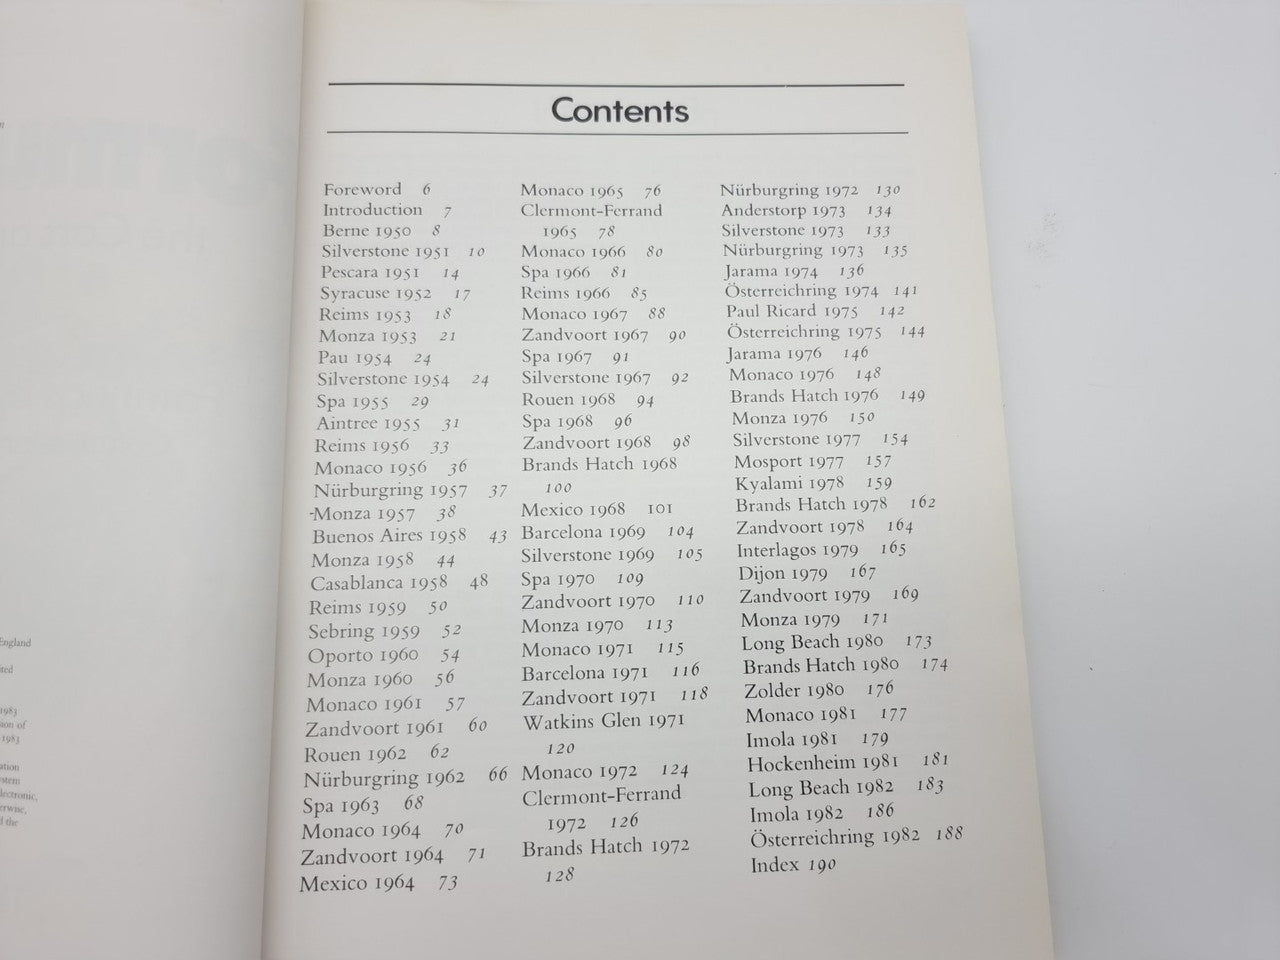 Contents
Foreword 6
Introduction 7
Berne 1950 8
Silverstone 1951 10
Pescara 1951 14
Syracuse 1952 17
Reims 1953 18
Monza 1953 21
Pau 1954 24
Silverstone 1954 24
Spa 1955 29
Aintree 1955 31
Reims 1956 33
Monaco 1956 36
Nürburgring 1957 37
Monza 1957 38
Buenos Aires 1958 43
Monza 1958 44
Casablanca 1958 48
Reims 1959 50
Sebring 1959 52
Oporto 1960 54
Monza 1960 56
Monaco 1961 57
Zandvoort 1961 60
Rouen 1962 62
Nürburgring 1962 66
Spa 1963 68
Monaco 1964 70
Zandvoort 1964 71
Mexico 1964 73
Monaco 1965 76
Clermont-Ferrand
1965 78
Monaco 1966 80
Spa 1966 81
Reims 1966 85
Monaco 1967 88
Zandvoort 1967 90
Spa 1967 91
Silverstone 1967 92
Rouen 1968 94
Spa 1968 96
Zandvoort 1968 98
Brands Hatch 1968
100
Mexico 1968 101
Barcelona 1969 104
Silverstone 1969 105
Spa 1970 109
Zandvoort 1970 110
Monza 1970 113
Monaco 1971 115
Barcelona 1971 116
Zandvoort 1971 118
Watkins Glen 1971
120
Monaco 1972 124
Clermont-Ferrand
1972 126
Brands Hatch 1972
128
Nürburgring 1972 130
Anderstorp 1973 134
Silverstone 1973 133
Nürburgring 1973 135
Jarama 1974 136
Österreichring 1974 141
Paul Ricard 1975 142
Österreichring 1975 144
Jarama 1976 146
Monaco 1976 148
Brands Hatch 1976 149
Monza 1976 150
Silverstone 1977 154
Mosport 1977 157
Kyalami 1978 159
Brands Hatch 1978 162
Zandvoort 1978 164
Interlagos 1979 165
Dijon 1979 167
Zandvoort 1979 169
Monza 1979 171
Long Beach 1980 173
Brands Hatch 1980 174
Zolder 1980 176
Monaco 1981 177
Imola 1981 179
Hockenheim 1981 181
Long Beach 1982 183
Imola 1982 186
Österreichring 1982 188
Index 190
England
1983
of
1983
electronic,
the